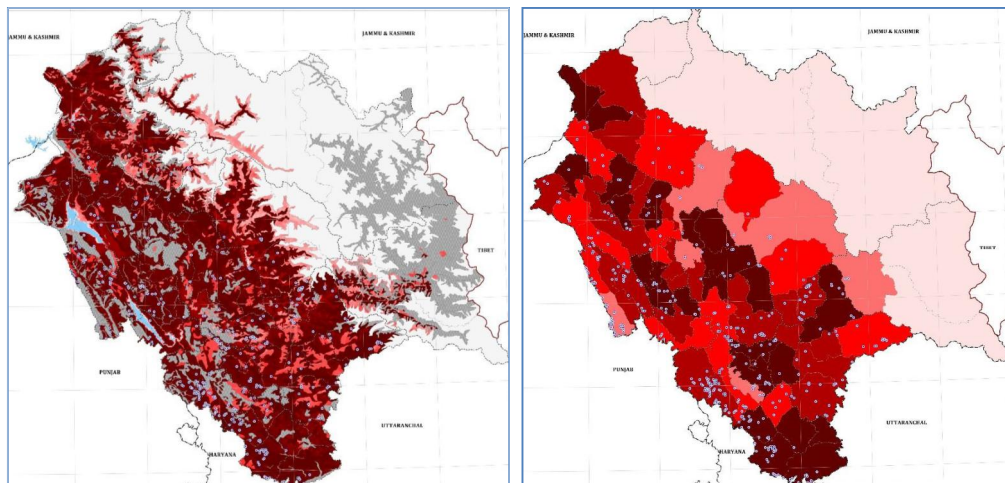 JAMMU & KASHMIR
JAMMU & KASHMIR
TIBET
PUNJAB
UTTARANCHAL
HARYANA
JAMMU & KASHMIR
JAMMU & KASHMIR
TIBET
PUNJAB
UTTARANCHAL
HARYANA